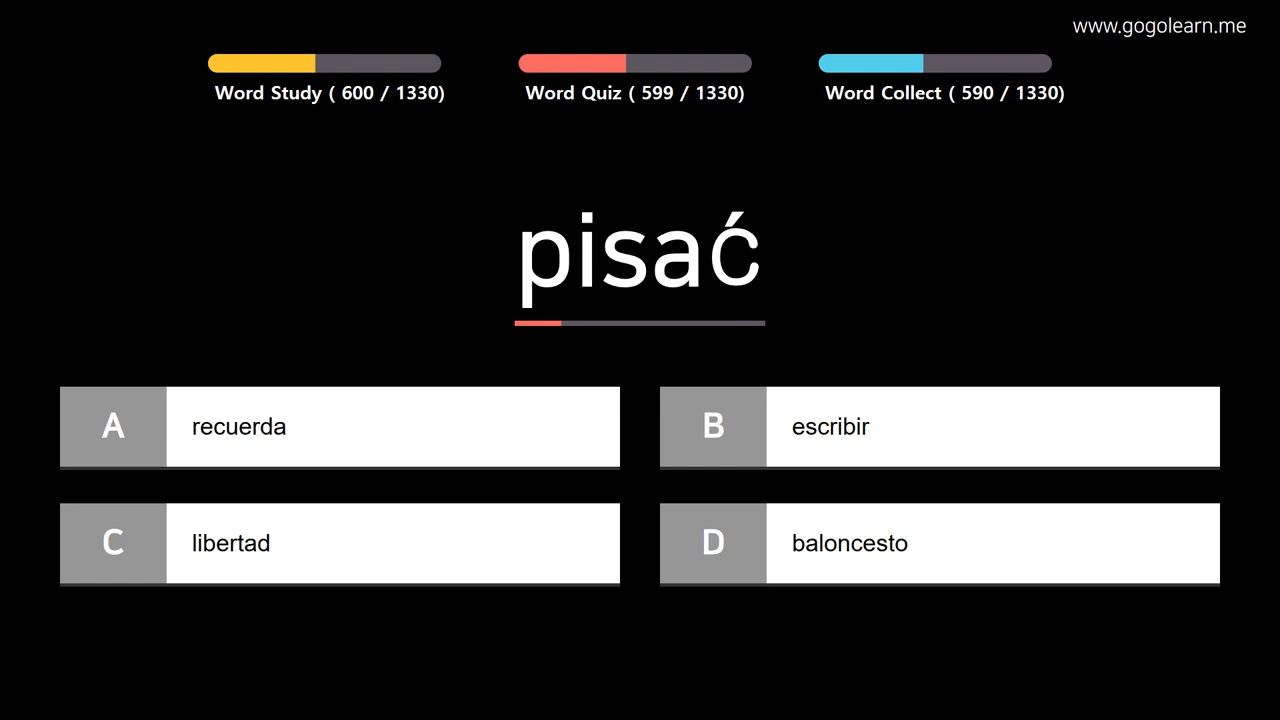 www.gogolearn.me
Word Study ( 600 / 1330)
Word Quiz ( 599 / 1330)
Word Collect ( 590 / 1330)
pisać
A recuerda
B escribir
C libertad
D baloncesto